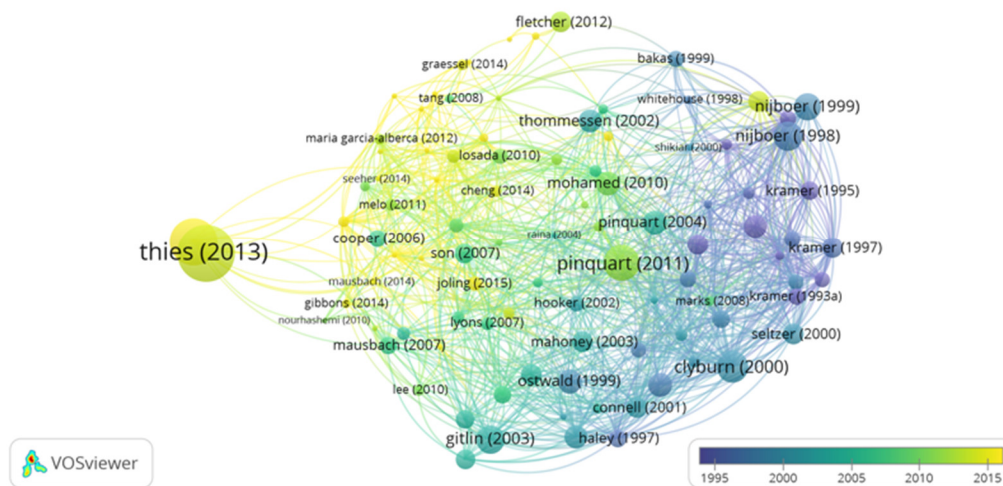 fletcher (2012)
bakas (1999)
graessel (2014)
tang (2008)
whitehouse (1998)
nijboer (1999)
thommessen (2002)
nijboer (1998)
maria garcia-alberca (2012)
shikiar (2000)
losada (2010)
seeher (2014)
cheng (2014)
mohamed (2010)
kramer (1995)
melo (2011)
pinquart (2004)
raina (2004)
cooper (2006)
kramer (1997)
thies (2013)
son (2007)
pinquart (2011)
mausbach (2014)
joling (2015)
kramer (1993a)
gibbons (2014)
hooker (2002)
marks (2008)
nourhashemi (2010)
lyons (2007)
seltzer (2000)
mausbach (2007)
mahoney (2003)
clyburn (2000)
ostwald (1999)
lee (2010)
connell (2001)
gitlin (2003)
haley (1997)
VOSviewer
1995 2000 2005 2010 2015